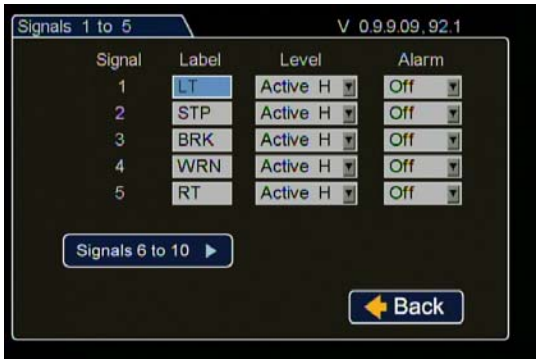 Signals 1 to 5 V 0.9.9.09, 92.1
Signal Label Level Alarm
1 LT Active H Off
2 STP Active H Off
3 BRK Active H Off
4 WRN Active H Off
5 RT Active H Off
Signals 6 to 10
Back